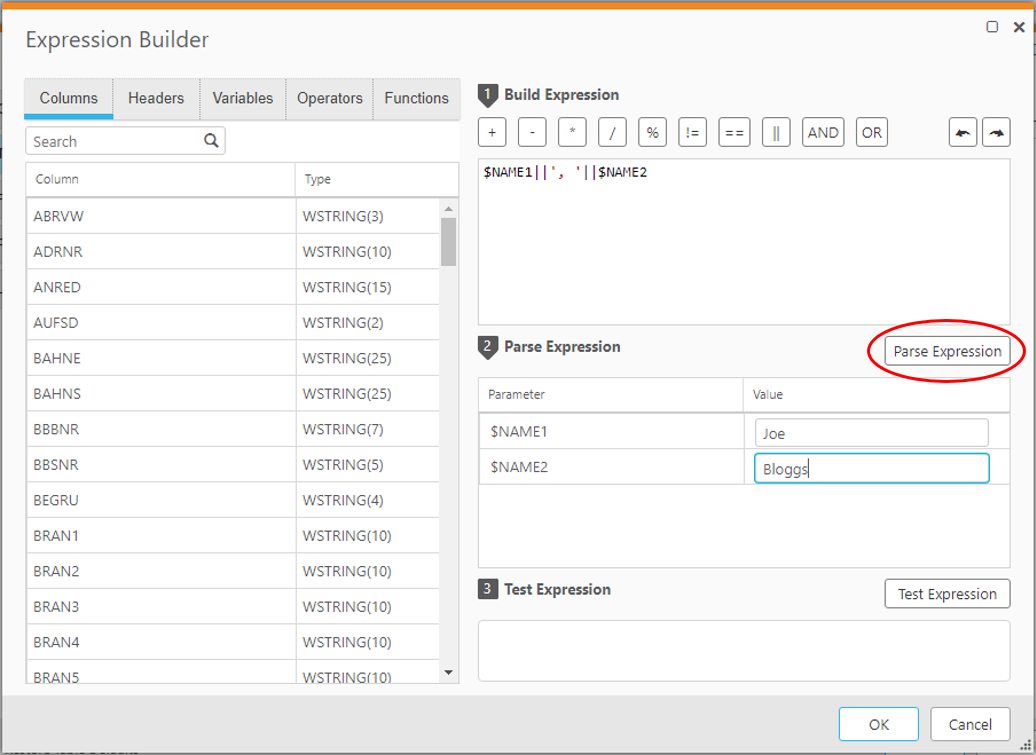 Expression Builder
Columns Headers Variables Operators Functions
Search
Column Type
ABRVW WSTRING(3)
ADRNR WSTRING(10)
ANRED WSTRING(15)
AUFSD WSTRING(2)
BAHNE WSTRING(25)
BAHNS WSTRING(25)
BBBNR WSTRING(7)
BBSNR WSTRING(5)
BEGRU WSTRING(4)
BRAN1 WSTRING(10)
BRAN2 WSTRING(10)
BRAN3 WSTRING(10)
BRAN4 WSTRING(10)
BRAN5 WSTRING(10)
1 Build Expression
+ - * / % != == || AND OR
$NAME1||', '||$NAME2
2 Parse Expression
Parse Expression
Parameter Value
$NAME1 Joe
$NAME2 Bloggs
3 Test Expression
Test Expression
OK Cancel